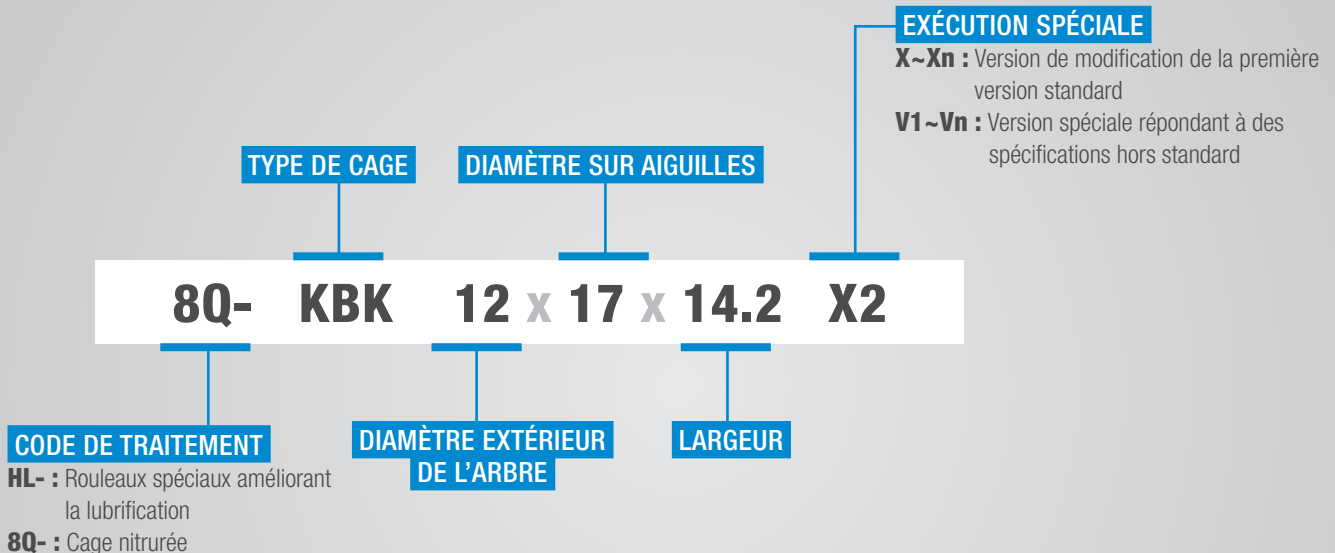 EXÉCUTION SPÉCIALE
X~Xn : Version de modification de la première
version standard
V1~Vn : Version spéciale répondant à des
spécifications hors standard
TYPE DE CAGE
DIAMÈTRE SUR AIGUILLES
8Q- KBK 12 x 17 x 14.2 X2
CODE DE TRAITEMENT
HL- : Rouleaux spéciaux améliorant
la lubrification
8Q- : Cage nitrurée
DIAMÈTRE EXTÉRIEUR
DE L’ARBRE
LARGEUR